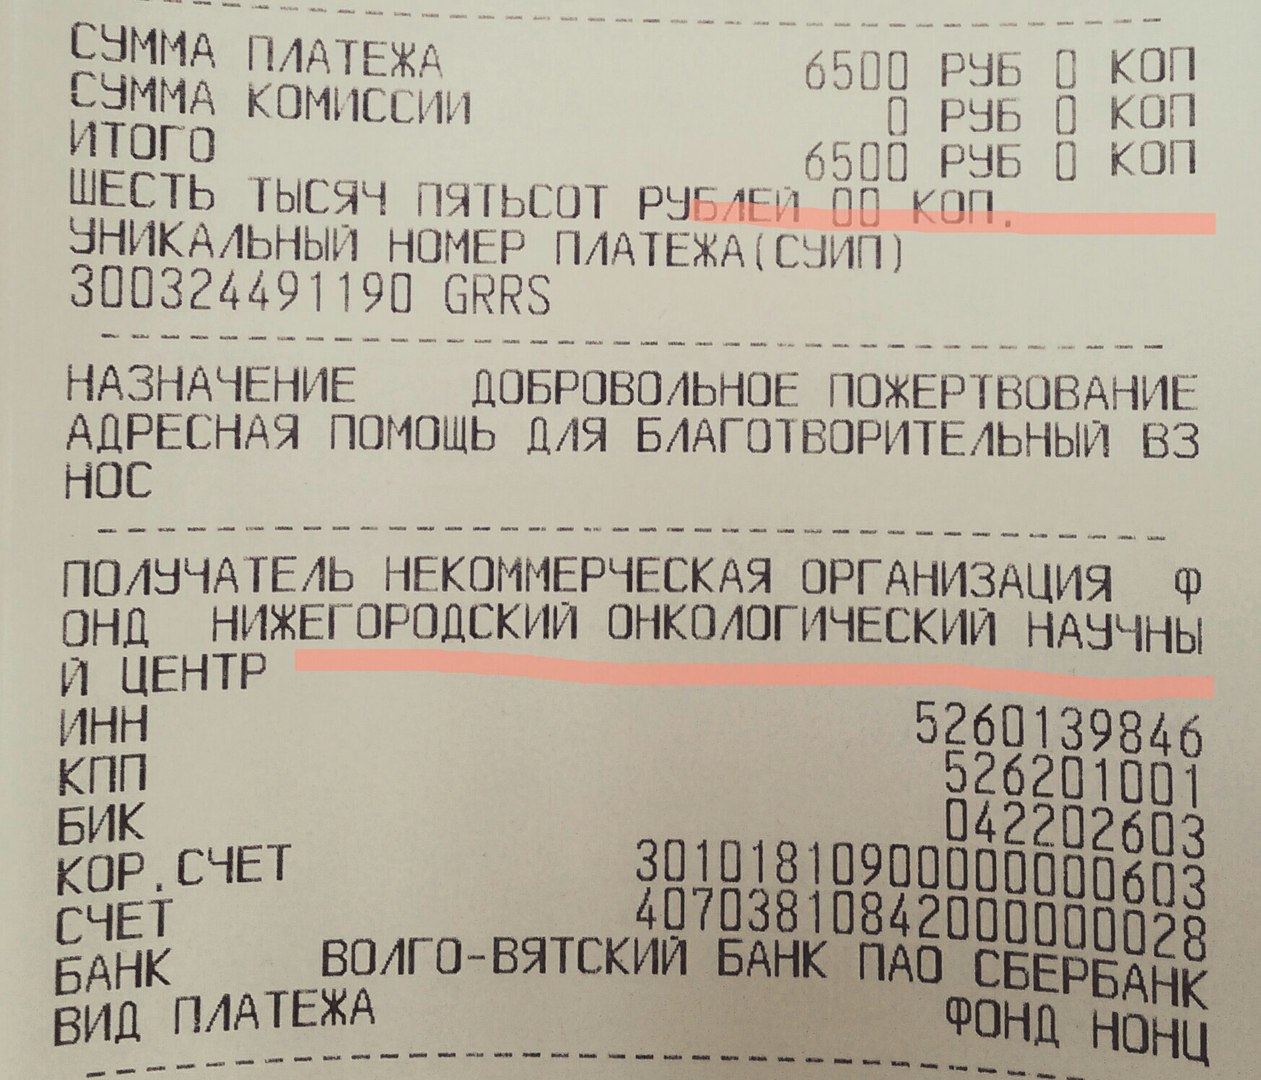 СУММА ПЛАТЕЖА 6500 РУБ 0 КОП
СУММА КОМИССИИ 0 РУБ 0 КОП
ИТОГО 6500 РУБ 0 КОП
ШЕСТЬ ТЫСЯЧ ПЯТЬСОТ РУБЛЕЙ 00 КОП.
УНИКАЛЬНЫЙ НОМЕР ПЛАТЕЖА(СУИП)
300324491190 GRRS
НАЗНАЧЕНИЕ ДОБРОВОЛЬНОЕ ПОЖЕРТВОВАНИЕ
АДРЕСНАЯ ПОМОЩЬ ДЛЯ БЛАГОТВОРИТЕЛЬНЫЙ ВЗ
НОС
ПОЛУЧАТЕЛЬ НЕКОММЕРЧЕСКАЯ ОРГАНИЗАЦИЯ Ф
ОНД НИЖЕГОРОДСКИЙ ОНКОЛОГИЧЕСКИЙ НАУЧНЫ
Й ЦЕНТР
ИНН 5260139846
КПП 526201001
БИК 042202603
КОР.СЧЕТ 30101810900000000603
СЧЕТ 40703810842000000028
БАНК ВОЛГО-ВЯТСКИЙ БАНК ПАО СБЕРБАНК
ВИД ПЛАТЕЖА ФОНД НОНЦ